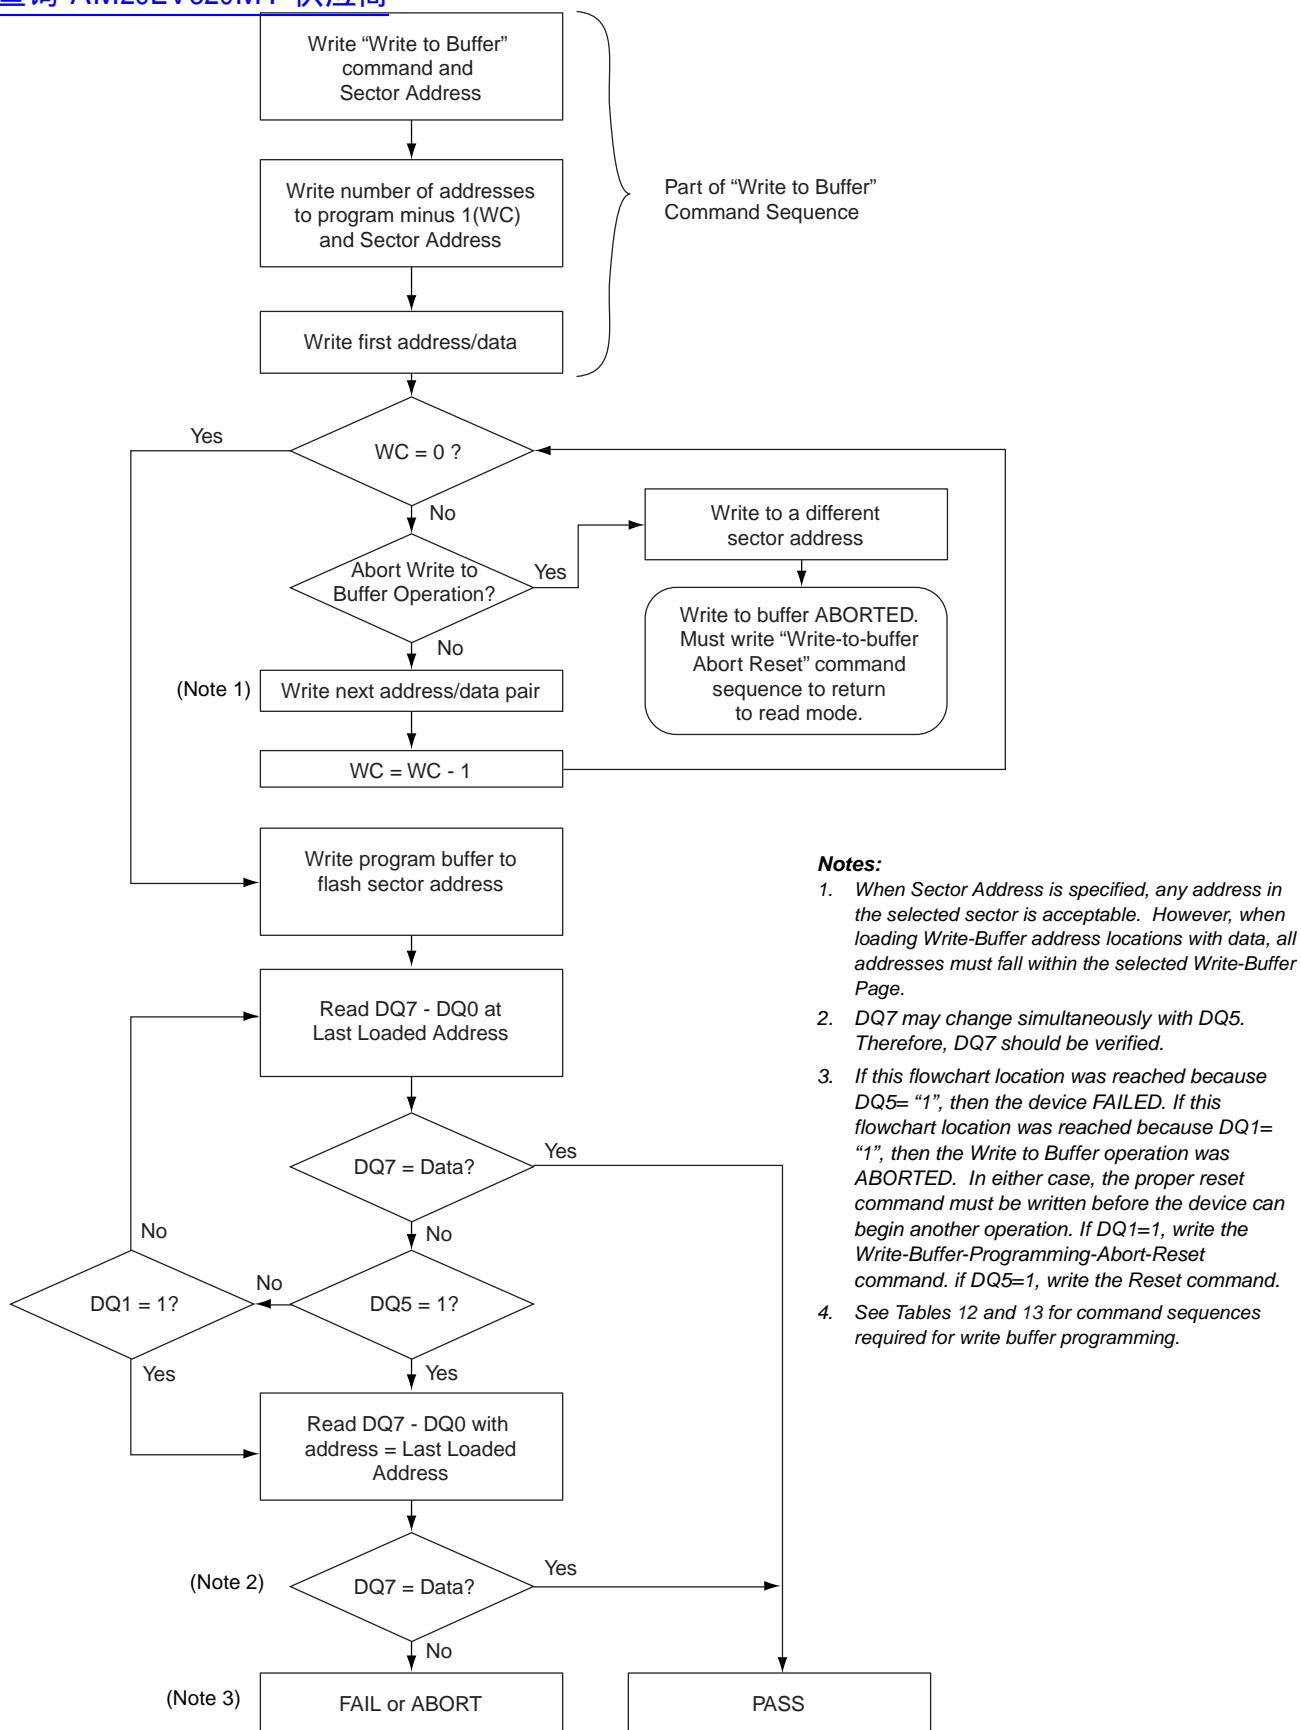 Write “Write to Buffer”
command and
Sector Address
Write number of addresses
to program minus 1(WC)
and Sector Address
Part of “Write to Buffer”
Command Sequence
Write first address/data
Yes
WC = 0 ?
No
Write to a different
sector address
Abort Write to
Buffer Operation?
Yes
Write to buffer ABORTED.
Must write “Write-to-buffer
Abort Reset” command
sequence to return
to read mode.
No
(Note 1)
Write next address/data pair
WC = WC - 1
Write program buffer to
flash sector address
Notes:
1. When Sector Address is specified, any address in
the selected sector is acceptable. However, when
loading Write-Buffer address locations with data, all
addresses must fall within the selected Write-Buffer
Page.
2. DQ7 may change simultaneously with DQ5.
Therefore, DQ7 should be verified.
3. If this flowchart location was reached because
DQ5= “1”, then the device FAILED. If this
flowchart location was reached because DQ1=
“1”, then the Write to Buffer operation was
ABORTED. In either case, the proper reset
command must be written before the device can
begin another operation. If DQ1=1, write the
Write-Buffer-Programming-Abort-Reset
command. if DQ5=1, write the Reset command.
4. See Tables 12 and 13 for command sequences
required for write buffer programming.
Read DQ7 - DQ0 at
Last Loaded Address
DQ7 = Data?
Yes
No
No
DQ1 = 1?
No
DQ5 = 1?
Yes
Yes
Read DQ7 - DQ0 with
address = Last Loaded
Address
(Note 2)
DQ7 = Data?
Yes
No
(Note 3)
FAIL or ABORT
PASS